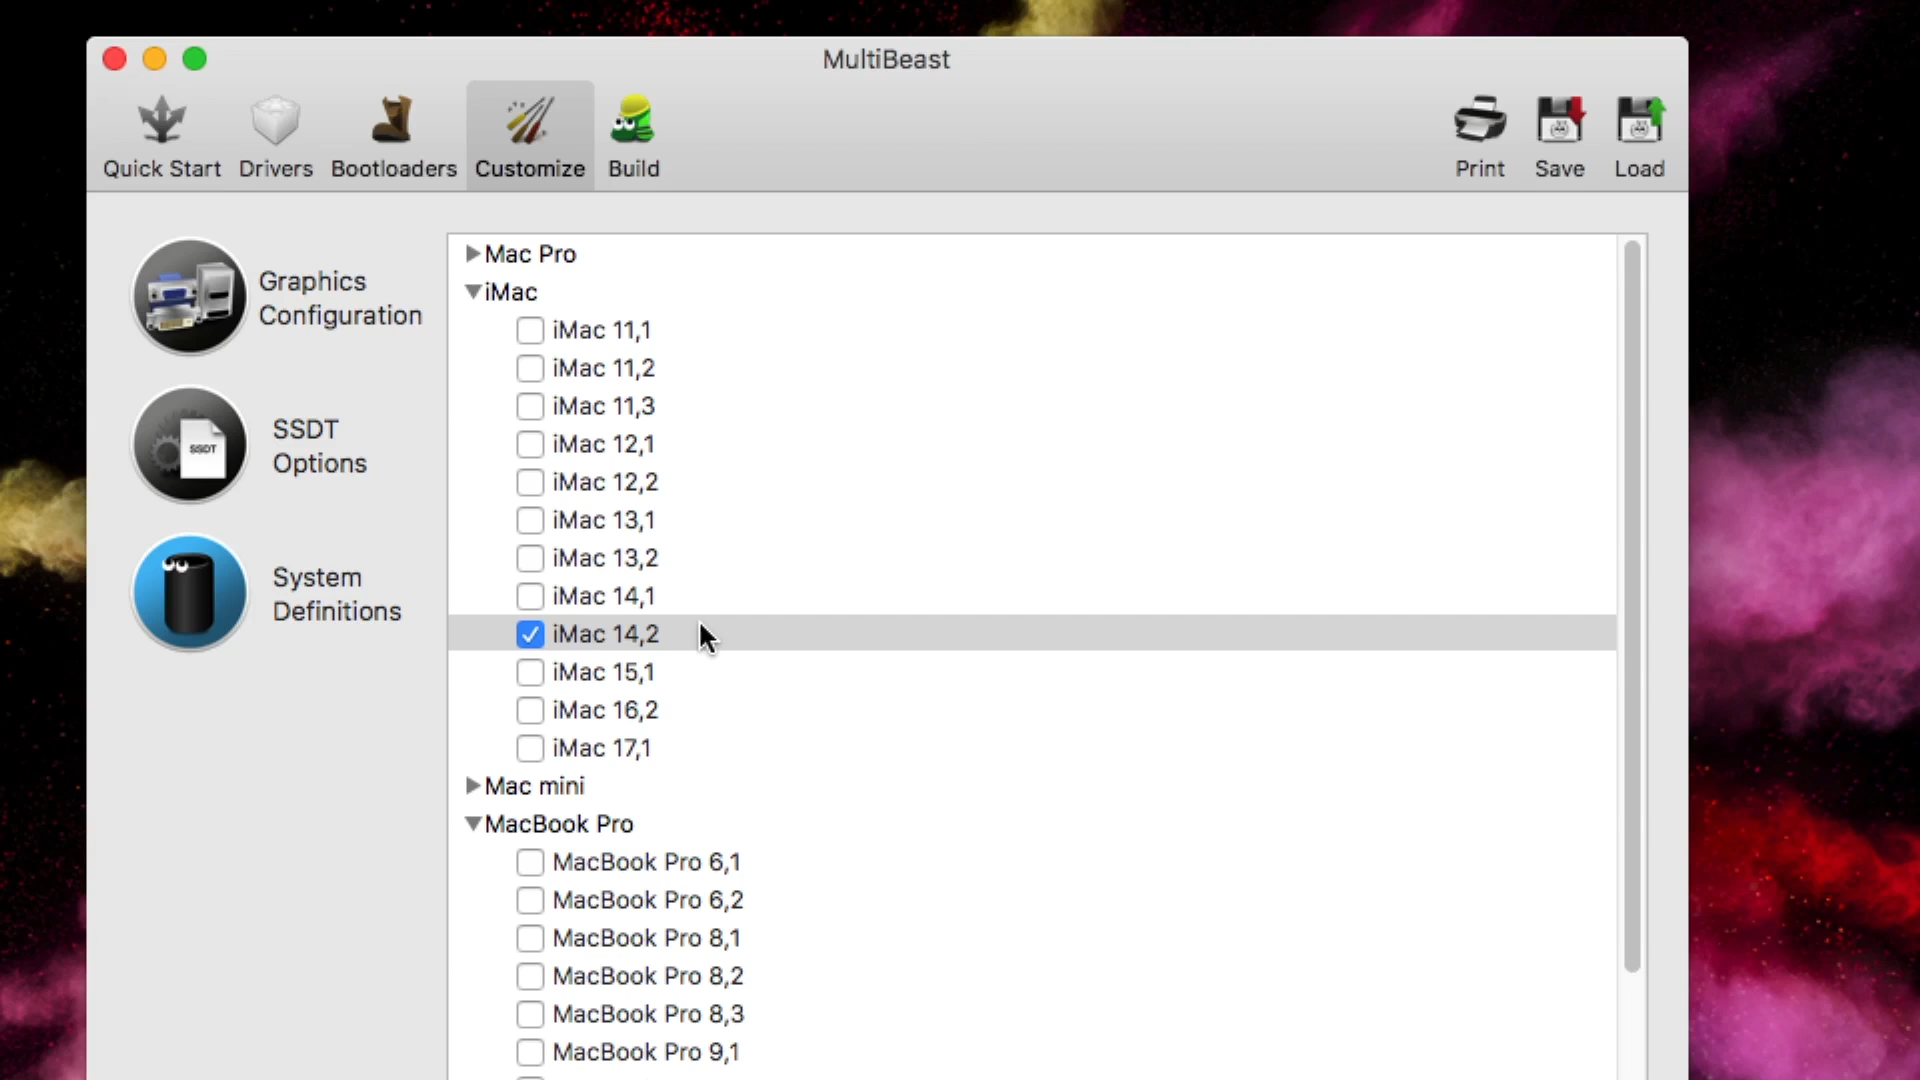 MultiBeast
Quick Start
Drivers
Bootloaders
Customize
Build
Print
Save
Load
Graphics
Configuration
SSDT
SSDT
Options
System
Definitions
Mac Pro
iMac
iMac 11,1
iMac 11,2
iMac 11,3
iMac 12,1
iMac 12,2
iMac 13,1
iMac 13,2
iMac 14,1
iMac 14,2
iMac 15,1
iMac 16,2
iMac 17,1
Mac mini
MacBook Pro
MacBook Pro 6,1
MacBook Pro 6,2
MacBook Pro 8,1
MacBook Pro 8,2
MacBook Pro 8,3
MacBook Pro 9,1